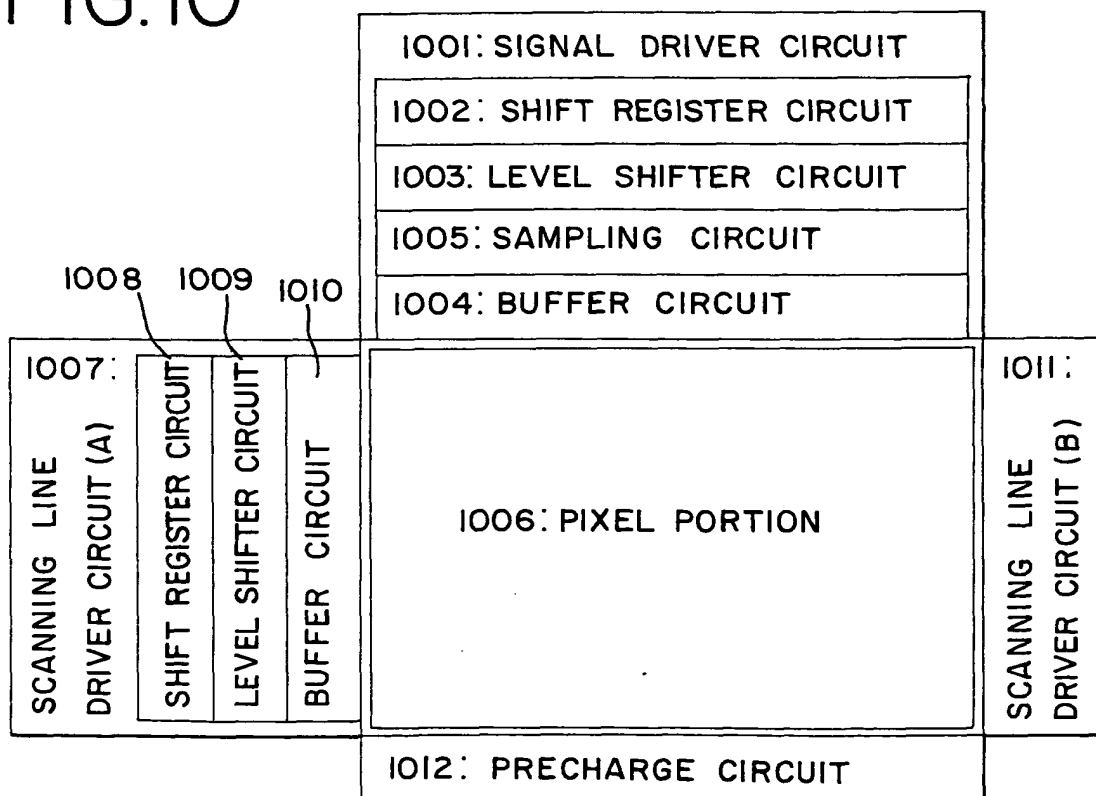 FIG.10
1001: SIGNAL DRIVER CIRCUIT
1002: SHIFT REGISTER CIRCUIT
1003: LEVEL SHIFTER CIRCUIT
1005: SAMPLING CIRCUIT
1004: BUFFER CIRCUIT
1008
1009
1010
1007:
SCANNING LINE
DRIVER CIRCUIT (A)
SHIFT REGISTER CIRCUIT
LEVEL SHIFTER CIRCUIT
BUFFER CIRCUIT
1006: PIXEL PORTION
1011:
SCANNING LINE
DRIVER CIRCUIT (B)
1012: PRECHARGE CIRCUIT